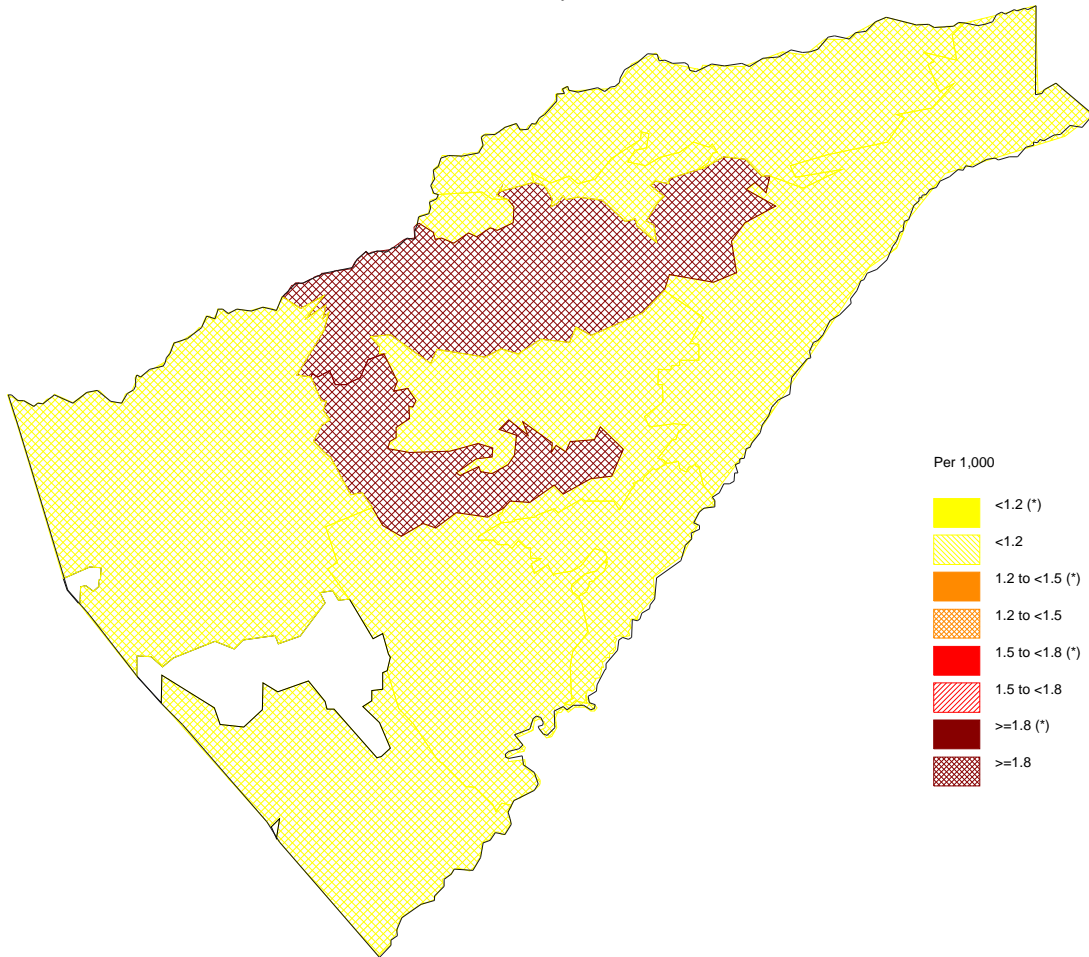 Per 1,000
<1.2 (*)
<1.2
1.2 to <1.5 (*)
1.2 to <1.5
1.5 to <1.8 (*)
1.5 to <1.8
>=1.8 (*)
>=1.8